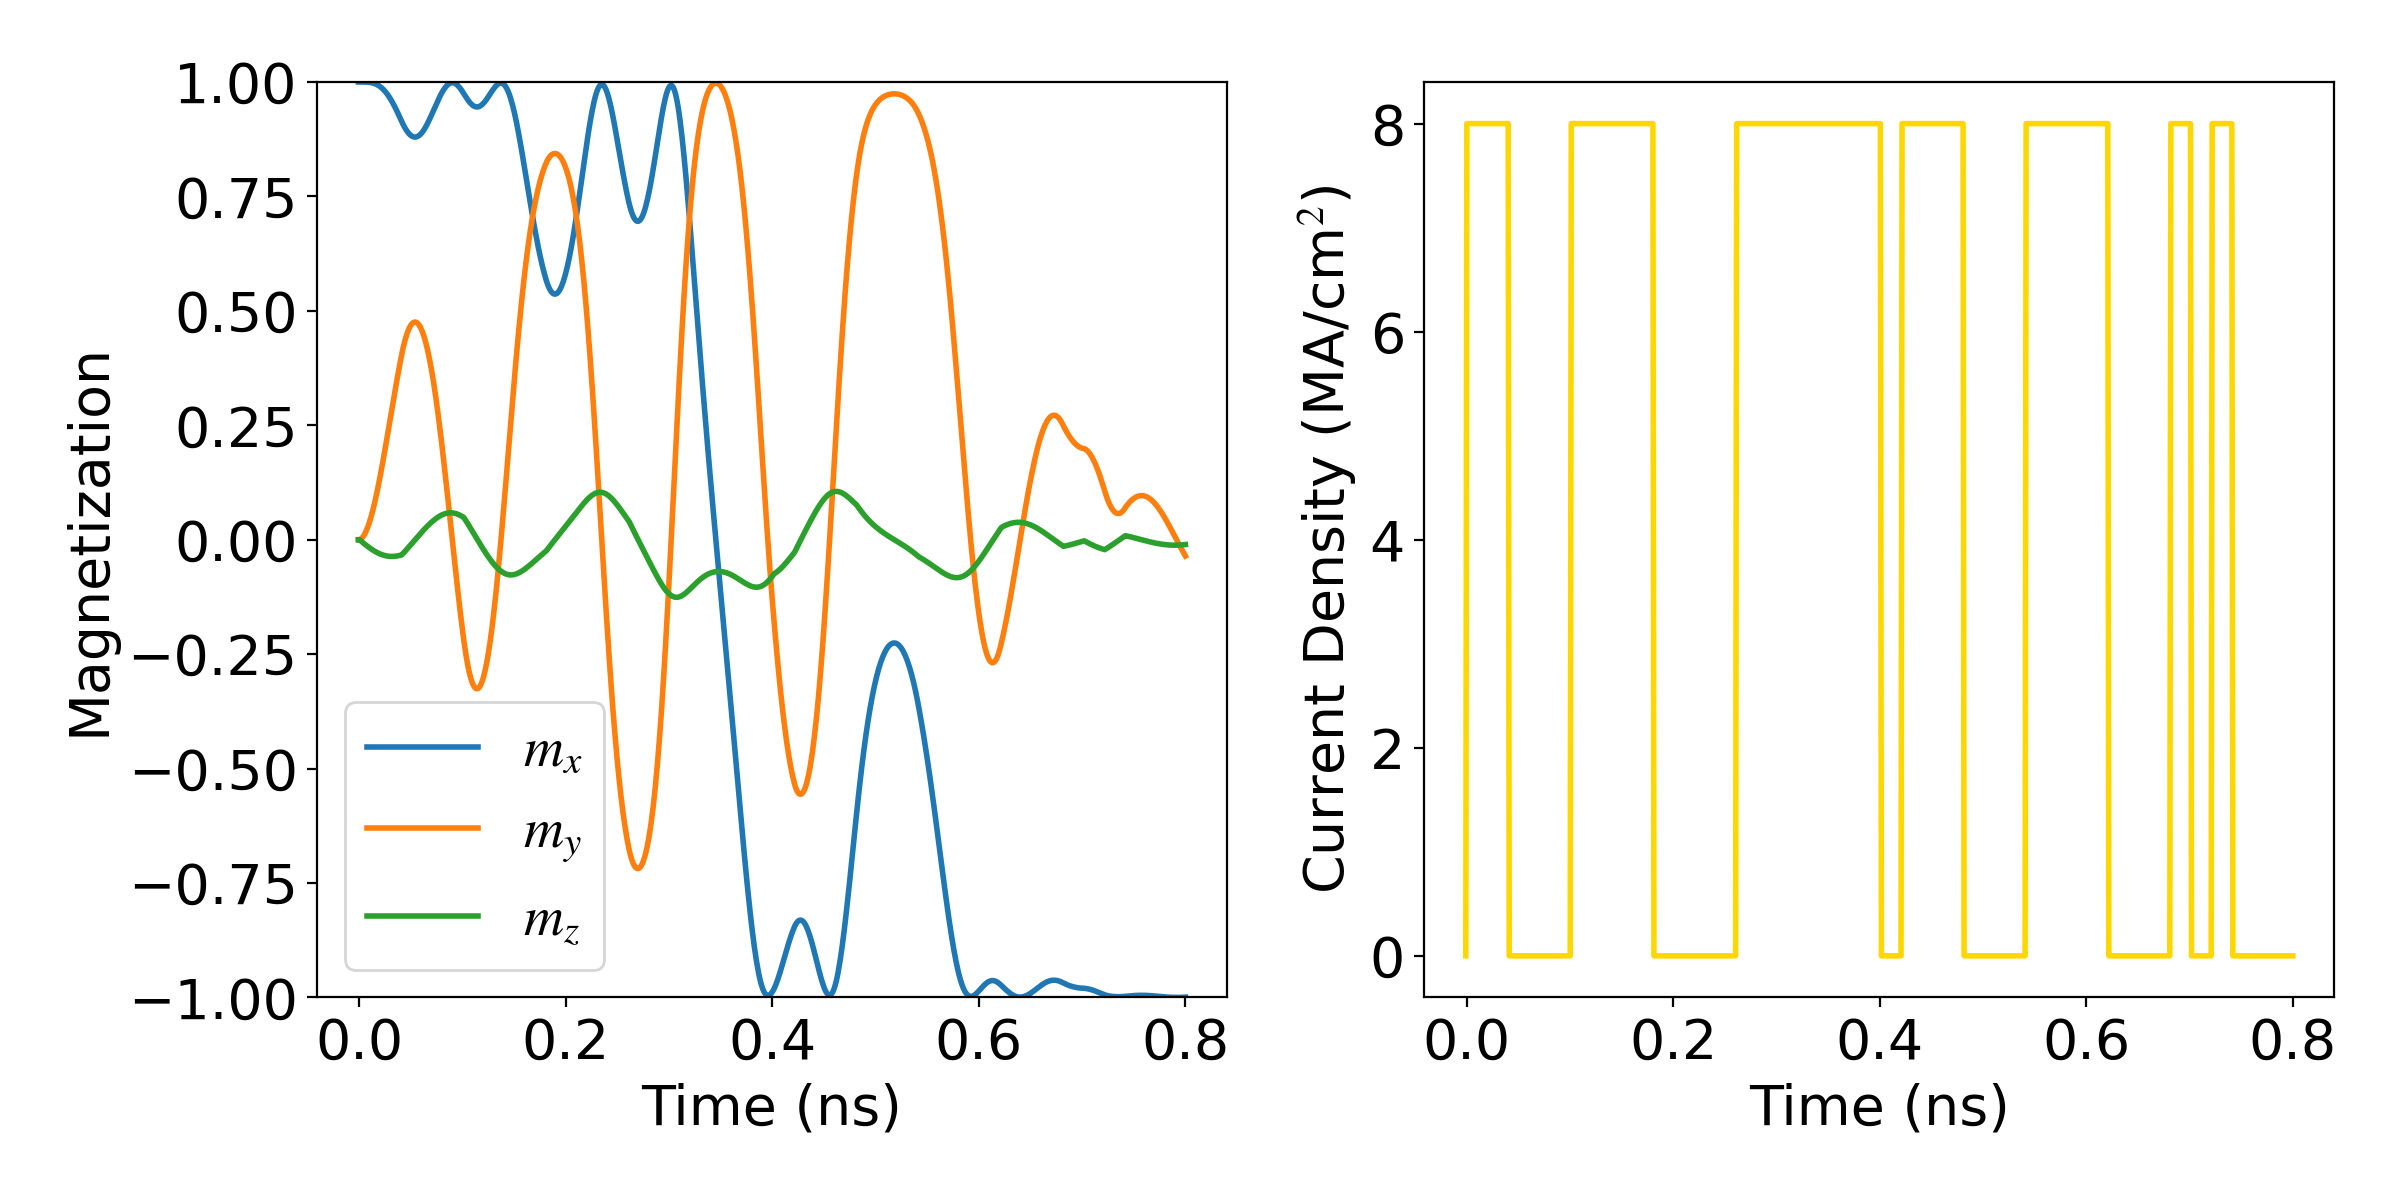 1.00
0.75
0.50
0.25
0.00
−0.25
−0.50
−0.75
−1.00
Magnetization
0.0 0.2 0.4 0.6 0.8
Time (ns)
m_x
m_y
m_z
8
6
4
2
0
Current Density (MA/cm²)
0.0 0.2 0.4 0.6 0.8
Time (ns)